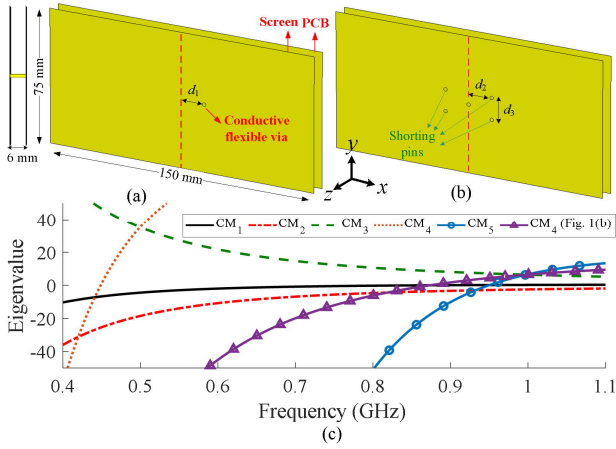 Screen PCB
75 mm
6 mm
d1
Conductive
flexible via
150 mm
(a)
d2
d3
Shorting
pins
(b)
y
z
x
CM1 CM2 CM3 CM4 CM5 CM4 (Fig. 1(b)
Eigenvalue
40
20
0
-20
-40
0.4 0.5 0.6 0.7 0.8 0.9 1 1.1
Frequency (GHz)
(c)